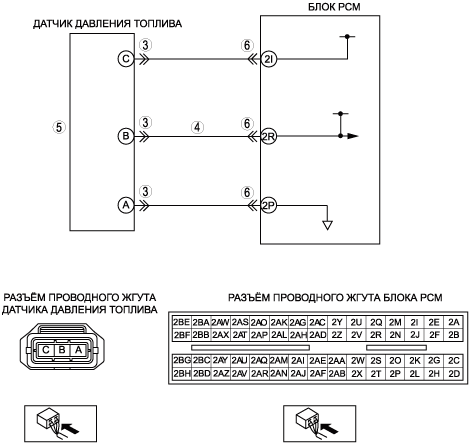 БЛОК PCM
ДАТЧИК ДАВЛЕНИЯ ТОПЛИВА
C 3 6 2I
5 B 3 4 6 2R
A 3 6 2P
РАЗЪЁМ ПРОВОДНОГО ЖГУТА
ДАТЧИКА ДАВЛЕНИЯ ТОПЛИВА
РАЗЪЁМ ПРОВОДНОГО ЖГУТА БЛОКА PCM
C B A
2BE 2BA 2AW 2AS 2AO 2AK 2AG 2AC 2Y 2U 2Q 2M 2I 2E 2A
2BF 2BB 2AX 2AT 2AP 2AL 2AH 2AD 2Z 2V 2R 2N 2J 2F 2B
2BG 2BC 2AY 2AU 2AQ 2AM 2AI 2AE 2AA 2W 2S 2O 2K 2G 2C
2BH 2BD 2AZ 2AV 2AR 2AN 2AJ 2AF 2AB 2X 2T 2P 2L 2H 2D